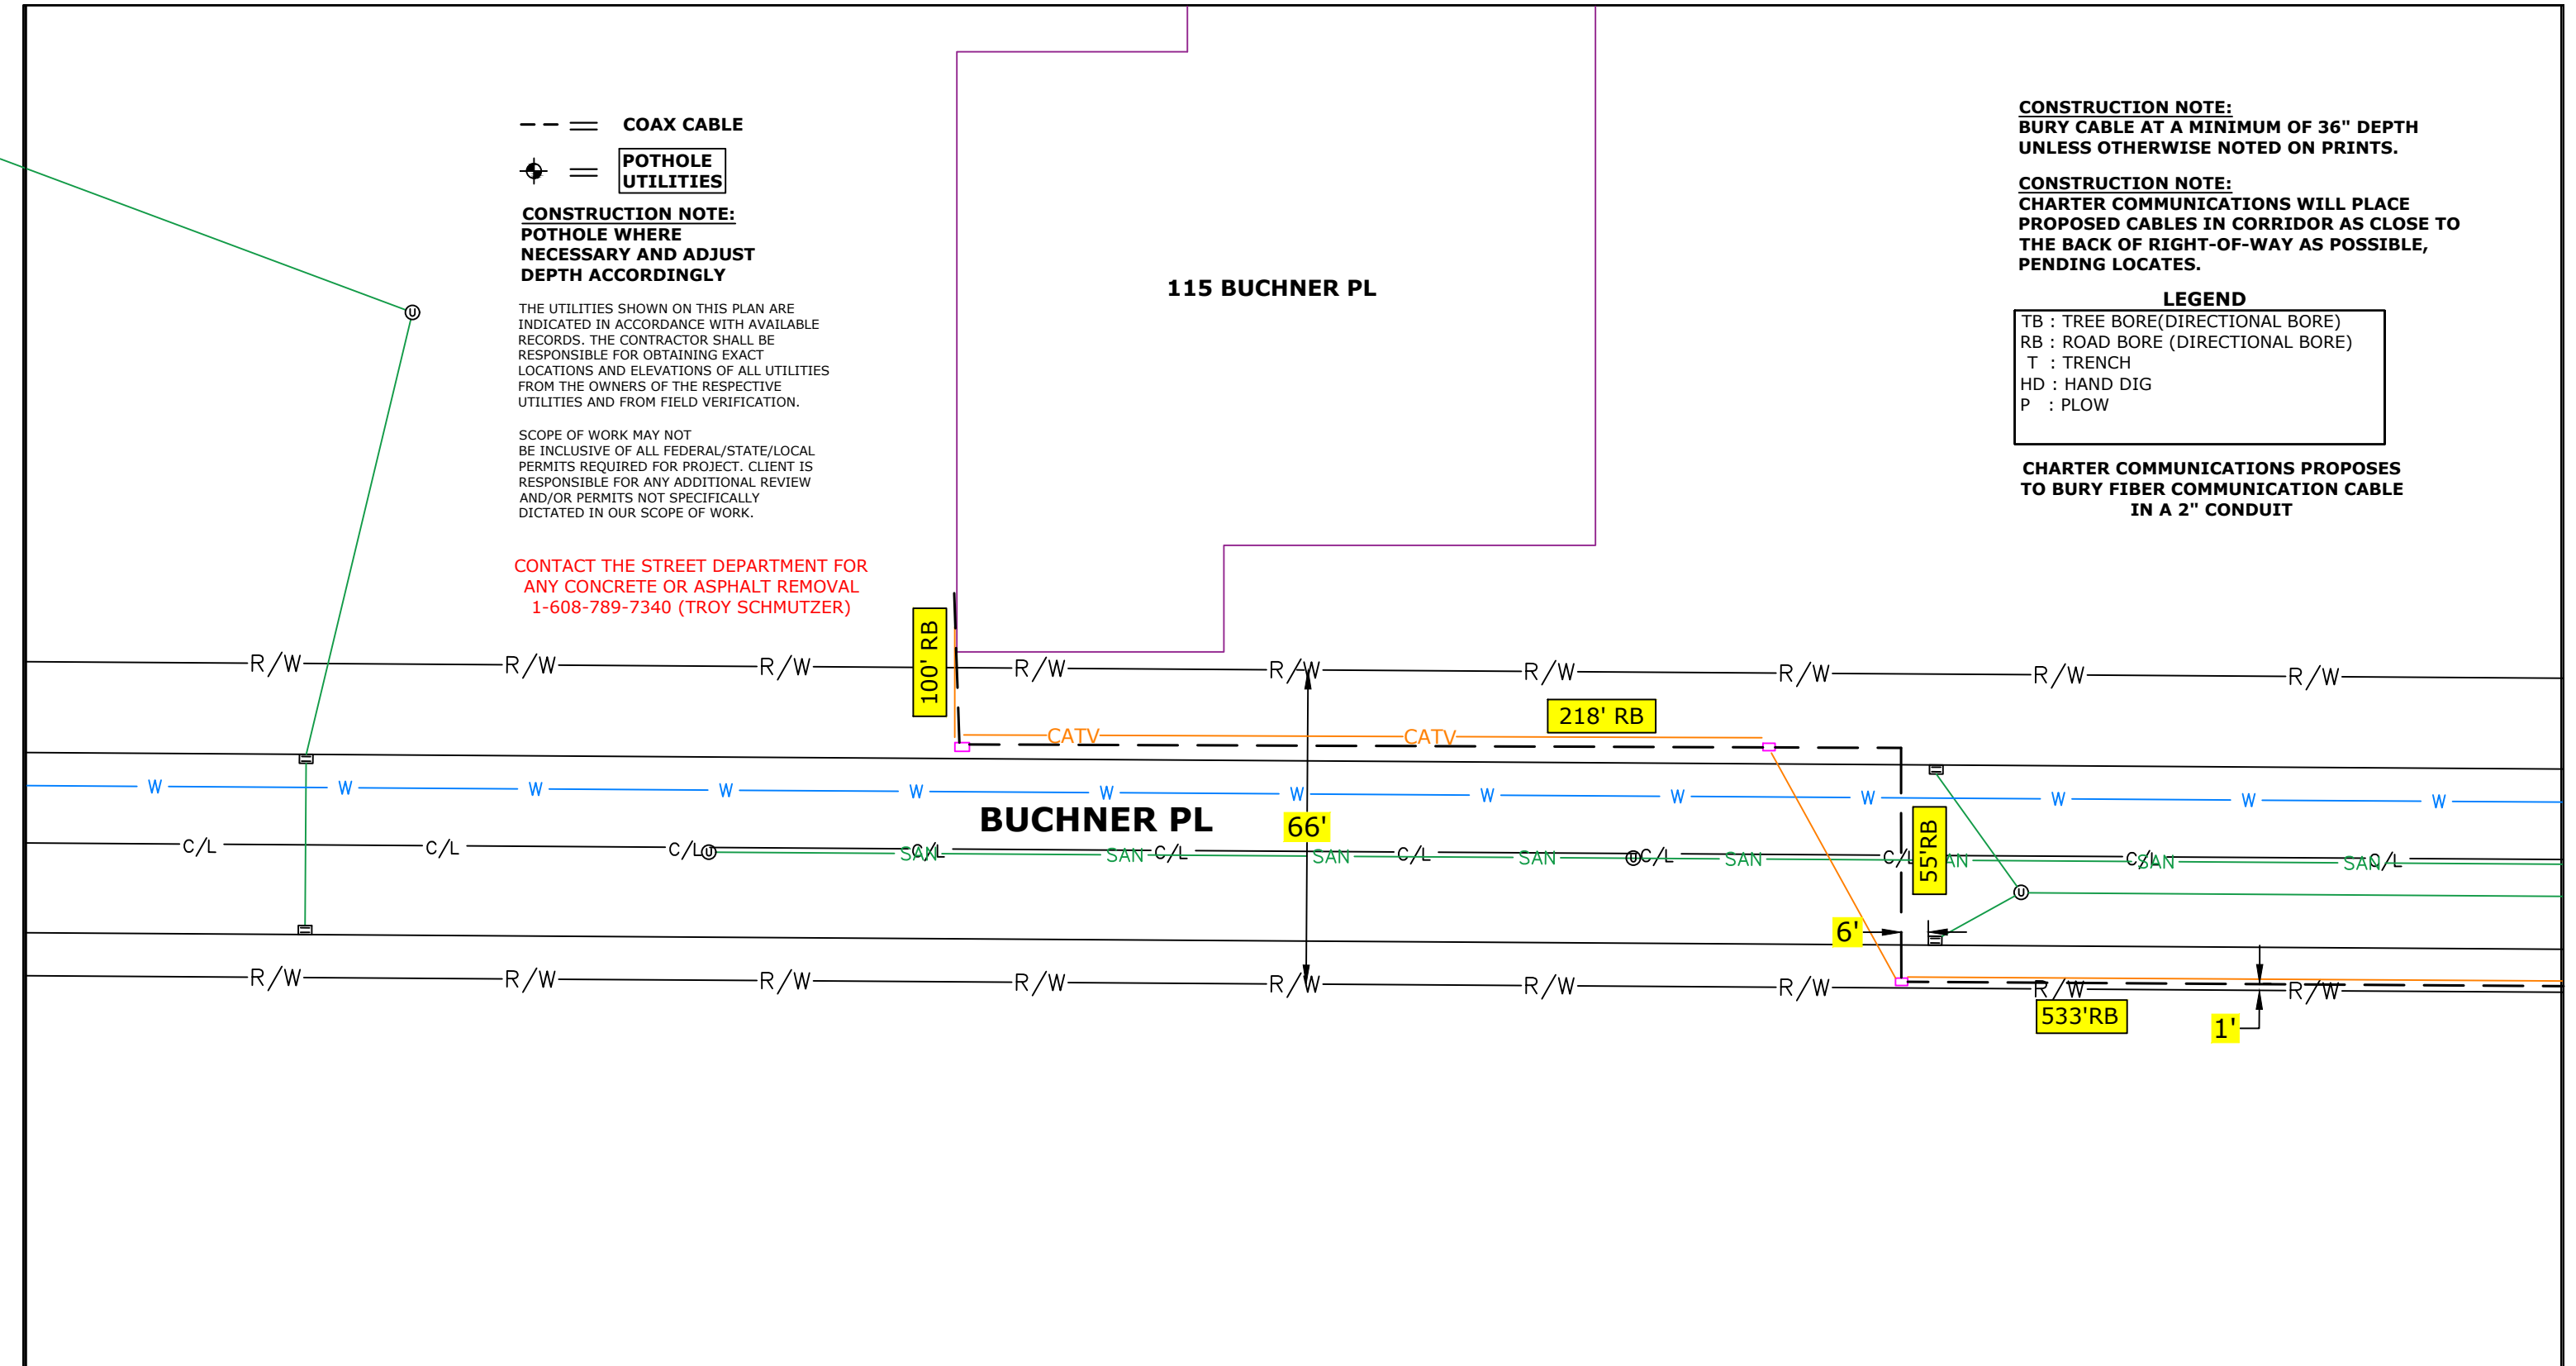 COAX CABLE
POTHOLE
UTILITIES
CONSTRUCTION NOTE:
POTHOLE WHERE
NECESSARY AND ADJUST
DEPTH ACCORDINGLY
THE UTILITIES SHOWN ON THIS PLAN ARE
INDICATED IN ACCORDANCE WITH AVAILABLE
RECORDS. THE CONTRACTOR SHALL BE
RESPONSIBLE FOR OBTAINING EXACT
LOCATIONS AND ELEVATIONS OF ALL UTILITIES
FROM THE OWNERS OF THE RESPECTIVE
UTILITIES AND FROM FIELD VERIFICATION.
SCOPE OF WORK MAY NOT
BE INCLUSIVE OF ALL FEDERAL/STATE/LOCAL
PERMITS REQUIRED FOR PROJECT. CLIENT IS
RESPONSIBLE FOR ANY ADDITIONAL REVIEW
AND/OR PERMITS NOT SPECIFICALLY
DICTATED IN OUR SCOPE OF WORK.
CONTACT THE STREET DEPARTMENT FOR
ANY CONCRETE OR ASPHALT REMOVAL
1-608-789-7340 (TROY SCHMUTZER)
115 BUCHNER PL
CONSTRUCTION NOTE:
BURY CABLE AT A MINIMUM OF 36" DEPTH
UNLESS OTHERWISE NOTED ON PRINTS.
CONSTRUCTION NOTE:
CHARTER COMMUNICATIONS WILL PLACE
PROPOSED CABLES IN CORRIDOR AS CLOSE TO
THE BACK OF RIGHT-OF-WAY AS POSSIBLE,
PENDING LOCATES.
LEGEND
TB : TREE BORE(DIRECTIONAL BORE)
RB : ROAD BORE (DIRECTIONAL BORE)
T : TRENCH
HD : HAND DIG
P : PLOW
CHARTER COMMUNICATIONS PROPOSES
TO BURY FIBER COMMUNICATION CABLE
IN A 2" CONDUIT
100' RB
R/W R/W R/W R/W R/W R/W R/W R/W R/W
218' RB
CATV CATV
W W W W W W W W W W W W W
BUCHNER PL
66'
55'RB
C/L C/L C/L C/L C/L C/L C/L C/L C/L C/L
U SAN SAN SAN SAN U SAN SAN SAN SAN
U
U
6'
R/W R/W R/W R/W R/W R/W R/W R/W R/W
533'RB
1'